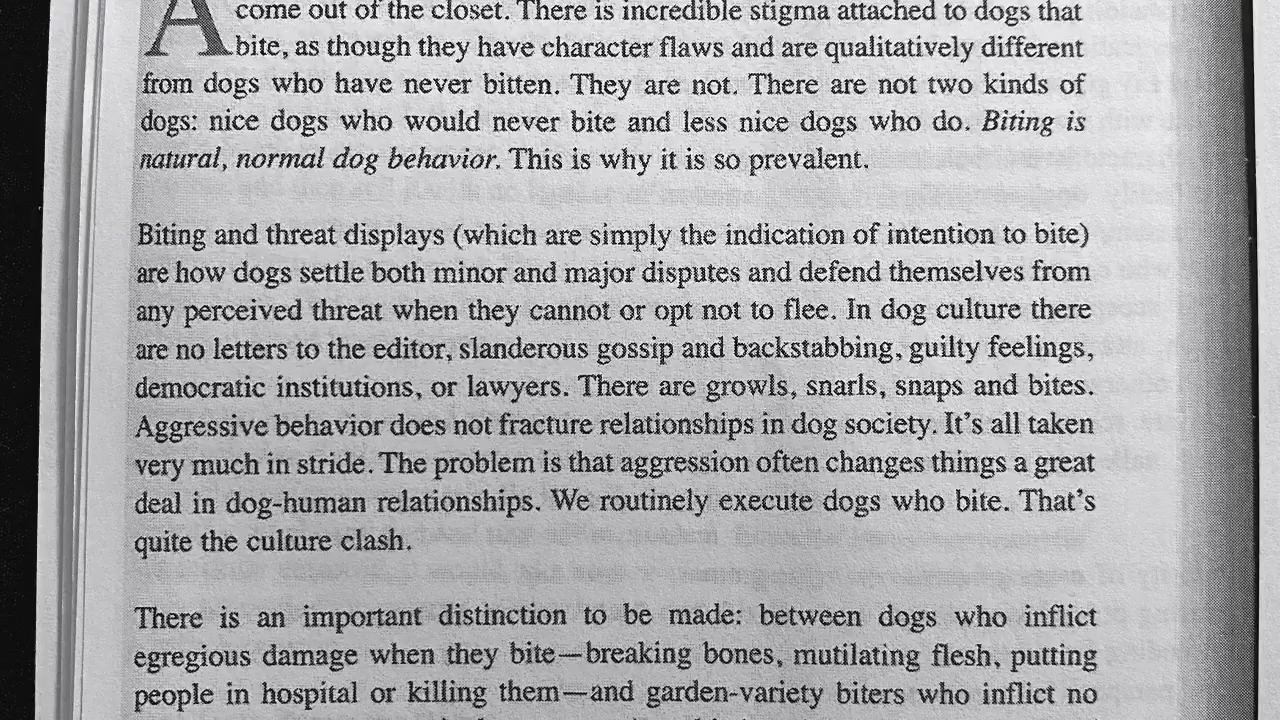 A come out of the closet. There is incredible stigma attached to dogs that
bite, as though they have character flaws and are qualitatively different
from dogs who have never bitten. They are not. There are not two kinds of
dogs: nice dogs who would never bite and less nice dogs who do. Biting is
natural, normal dog behavior. This is why it is so prevalent.
Biting and threat displays (which are simply the indication of intention to bite)
are how dogs settle both minor and major disputes and defend themselves from
any perceived threat when they cannot or opt not to flee. In dog culture there
are no letters to the editor, slanderous gossip and backstabbing, guilty feelings,
democratic institutions, or lawyers. There are growls, snarls, snaps and bites.
Aggressive behavior does not fracture relationships in dog society. It's all taken
very much in stride. The problem is that aggression often changes things a great
deal in dog-human relationships. We routinely execute dogs who bite. That's
quite the culture clash.
There is an important distinction to be made: between dogs who inflict
egregious damage when they bite—breaking bones, mutilating flesh, putting
people in hospital or killing them—and garden-variety biters who inflict no